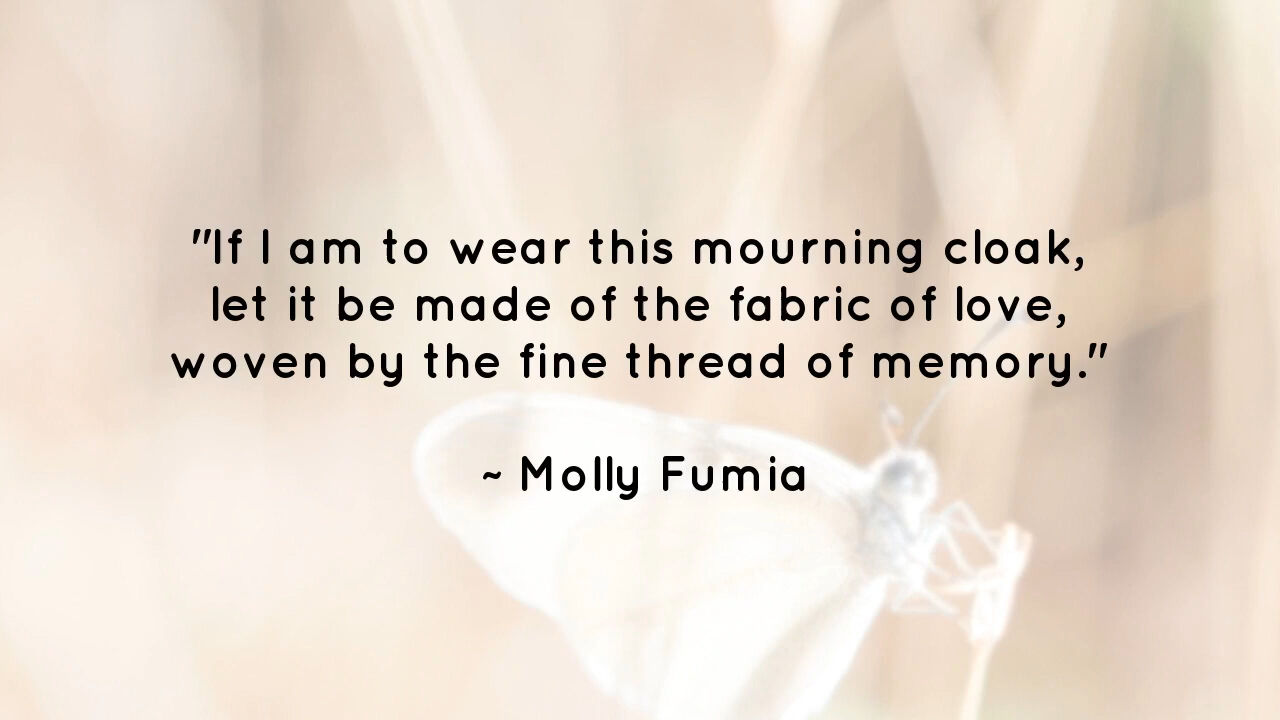 "If I am to wear this mourning cloak,
let it be made of the fabric of love,
woven by the fine thread of memory."
~ Molly Fumia